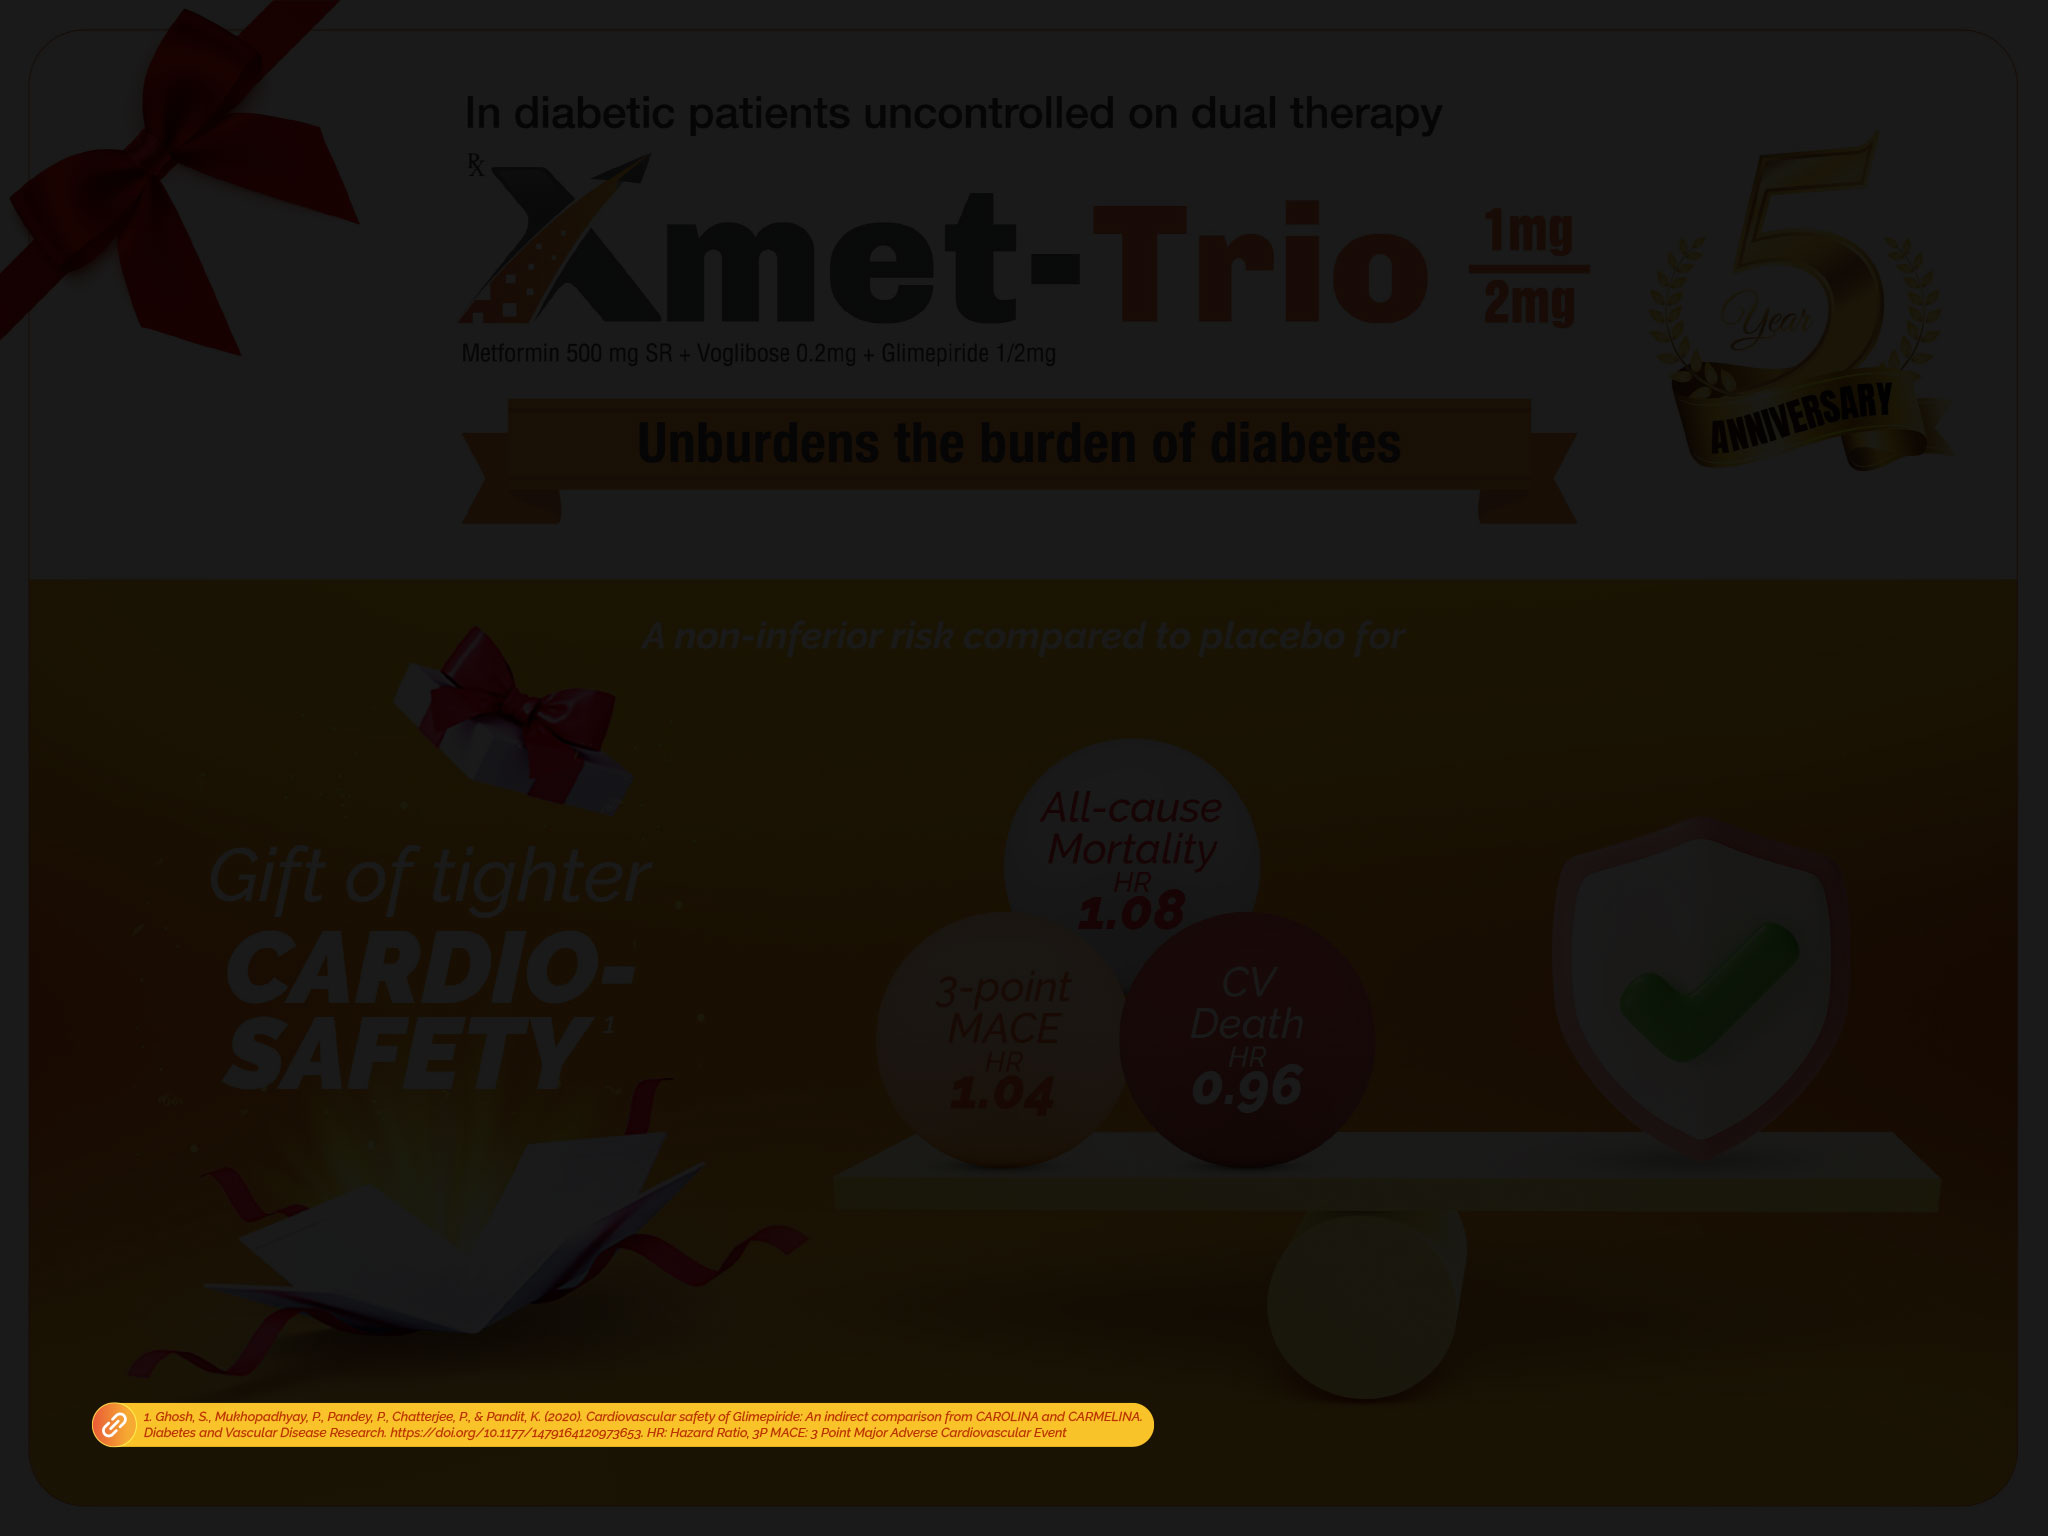 In diabetic patients uncontrolled on dual therapy
Rx
Xmet-Trio 1mg/2mg
Metformin 500 mg SR + Voglibose 0.2mg + Glimepiride 1/2mg
5
Year
ANNIVERSARY
Unburdens the burden of diabetes
A non-inferior risk compared to placebo for
Gift of tighter
CARDIO-
SAFETY 1
All-cause
Mortality
HR
1.08
3-point
MACE
HR
1.04
CV
Death
HR
0.96
1. Ghosh, S., Mukhopadhyay, P., Pandey, P., Chatterjee, P., & Pandit, K. (2020). Cardiovascular safety of Glimepiride: An indirect comparison from CAROLINA and CARMELINA.
Diabetes and Vascular Disease Research. https://doi.org/10.1177/1479164120973653. HR: Hazard Ratio, 3P MACE: 3 Point Major Adverse Cardiovascular Event